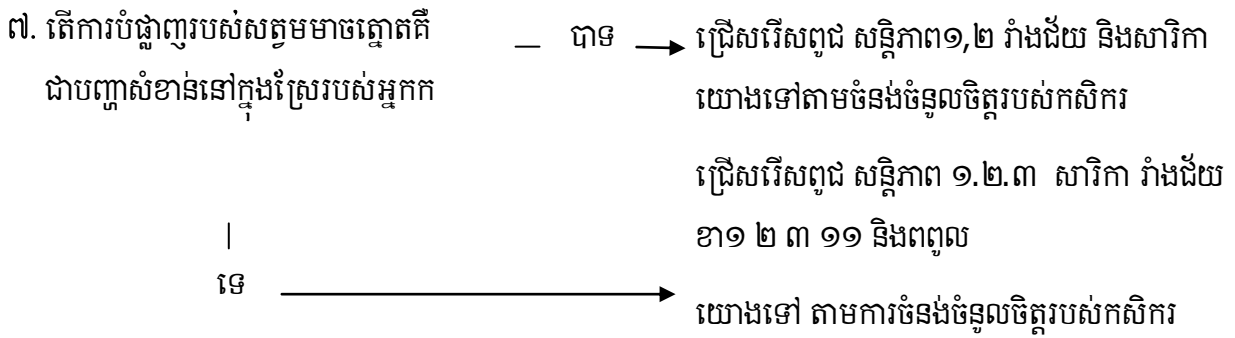 ៧. តើការបំផ្លាញរបស់សត្វមមាចត្នោតគឺ
ជាបញ្ហាសំខាន់នៅក្នុងស្រែរបស់អ្នកក
បាទ
ជ្រើសរើសពូជ សន្តិភាព១,២ រាំងជ័យ និងសារិកា
យោងទៅតាមចំនង់ចំនូលចិត្តរបស់កសិករ
ជ្រើសរើសពូជ សន្តិភាព ១.២.៣ សារិកា រាំងជ័យ
ខា១ ២ ៣ ១១ និងពពូល
ទេ
យោងទៅ តាមការចំនង់ចំនូលចិត្តរបស់កសិករ